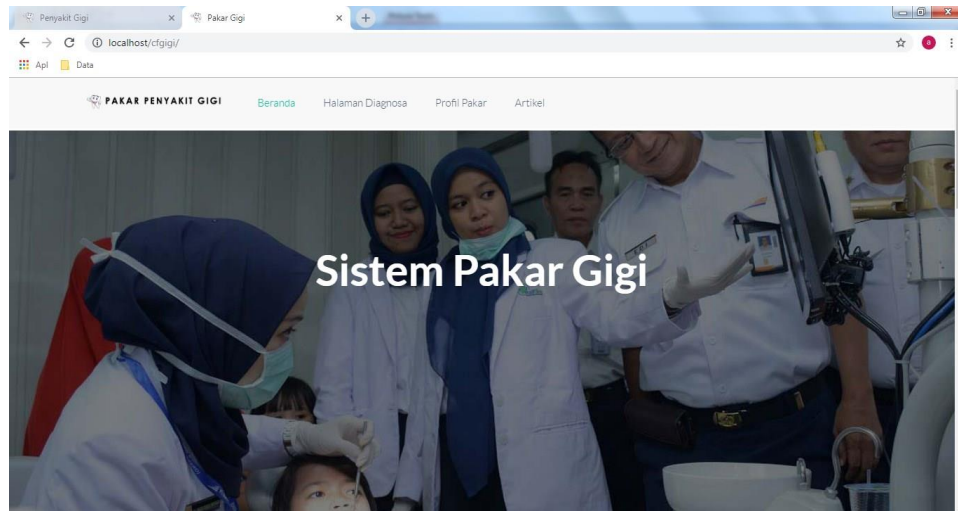 Penyakit Gigi
Pakar Gigi
localhost/cfgigi/
Apl
Data
PAKAR PENYAKIT GIGI
Beranda
Halaman Diagnosa
Profil Pakar
Artikel
Sistem Pakar Gigi